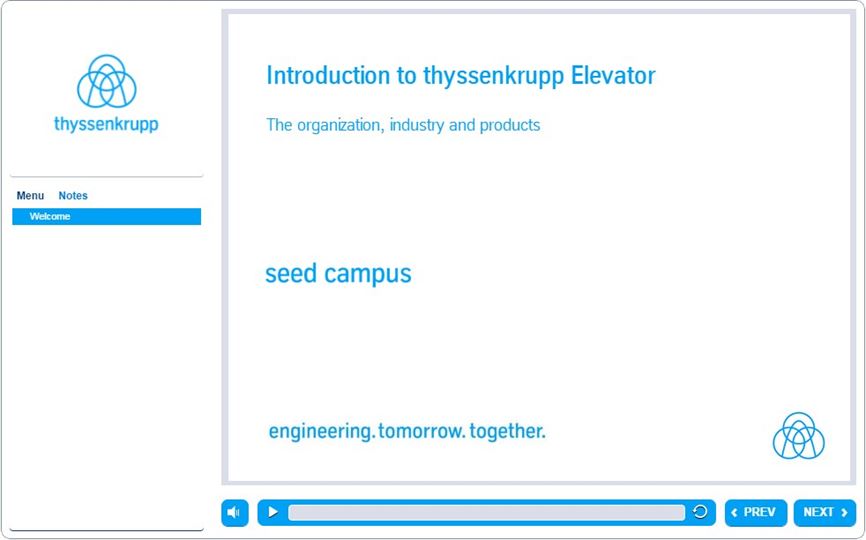 thyssenkrupp
Menu Notes
Welcome
Introduction to thyssenkrupp Elevator
The organization, industry and products
seed campus
engineering.tomorrow.together.
PREV NEXT